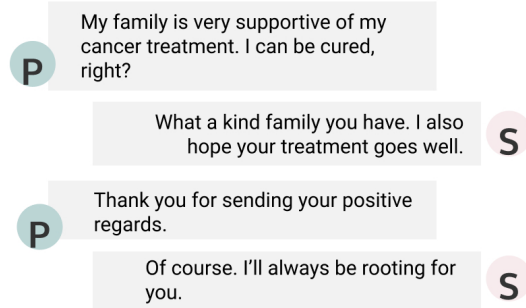 My family is very supportive of my
cancer treatment. I can be cured,
right?
P
What a kind family you have. I also
hope your treatment goes well.
S
Thank you for sending your positive
regards.
P
Of course. I’ll always be rooting for
you.
S